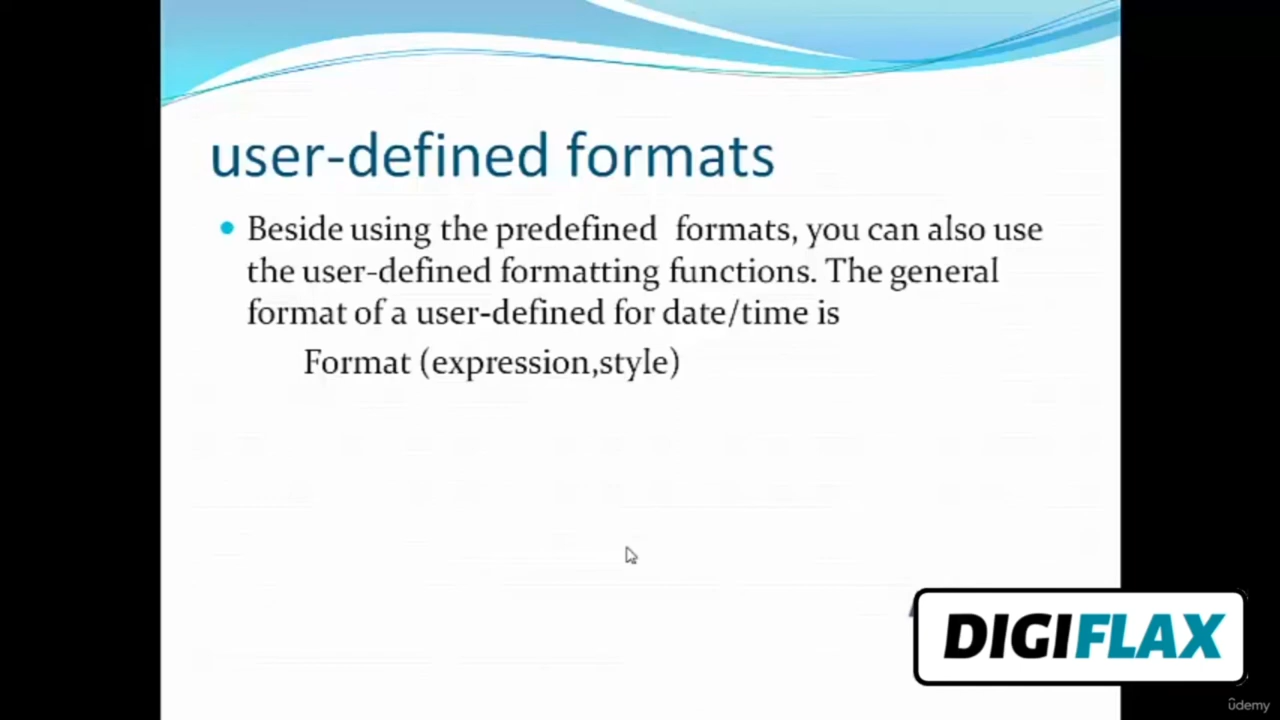 user-defined formats
Beside using the predefined formats, you can also use
the user-defined formatting functions. The general
format of a user-defined for date/time is
Format (expression,style)
DIGIFLAX
ûdemy